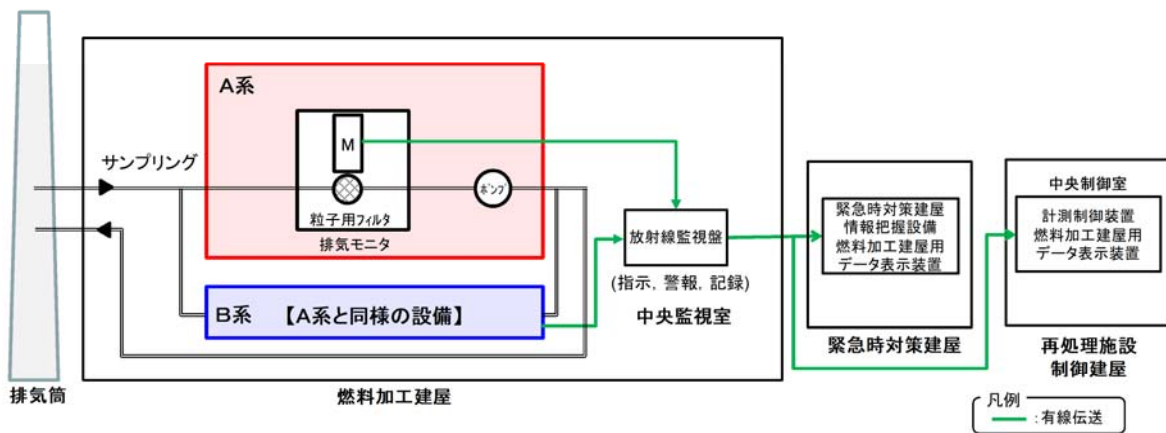 A系
M
サンプリング
ポンプ
粒子用フィルタ
排気モニタ
B系 【A系と同様の設備】
放射線監視盤
(指示, 警報, 記録)
中央監視室
緊急時対策建屋
情報把握設備
燃料加工建屋用
データ表示装置
緊急時対策建屋
中央制御室
計測制御装置
燃料加工建屋用
データ表示装置
再処理施設
制御建屋
排気筒
燃料加工建屋
凡例
:有線伝送